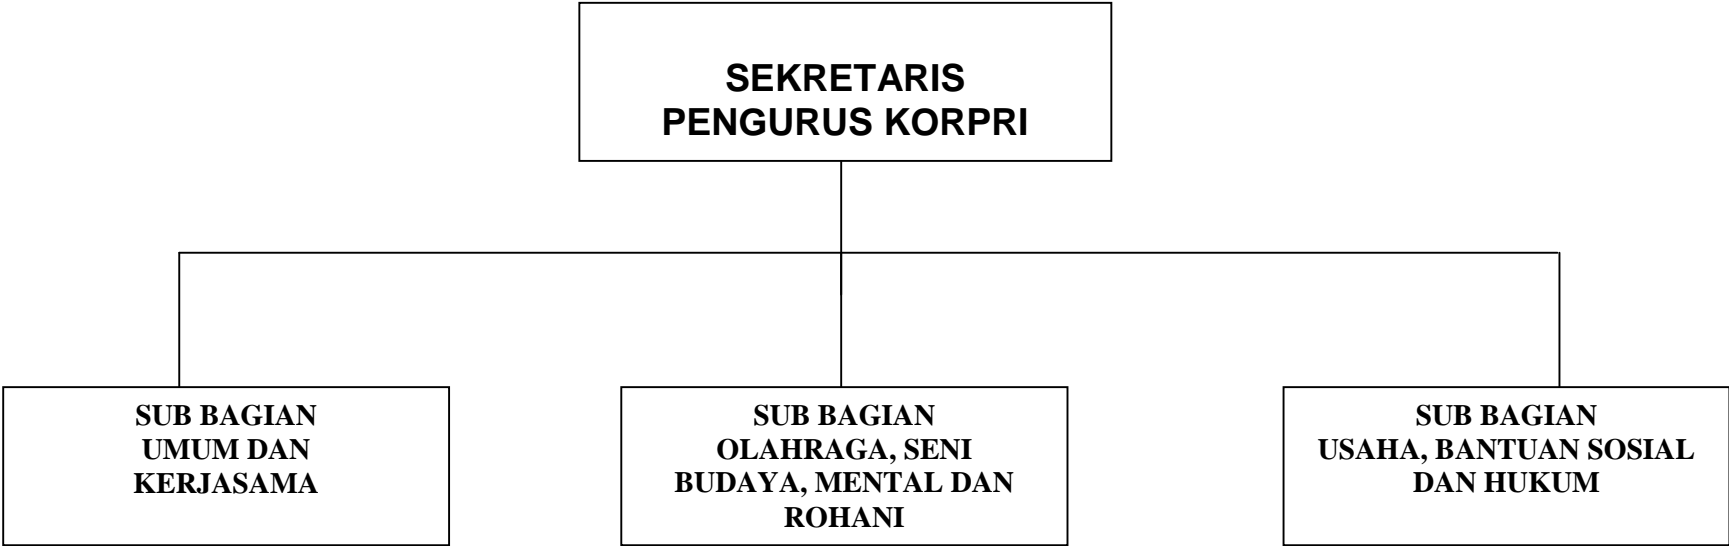 SEKRETARIS
PENGURUS KORPRI
SUB BAGIAN
UMUM DAN
KERJASAMA
SUB BAGIAN
OLAHRAGA, SENI
BUDAYA, MENTAL DAN
ROHANI
SUB BAGIAN
USAHA, BANTUAN SOSIAL
DAN HUKUM